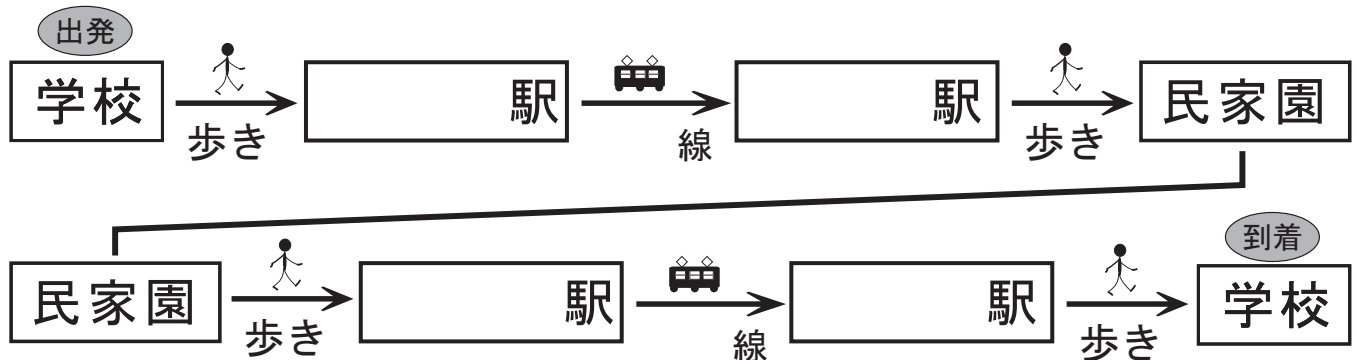 出発
学校 歩き 駅 線 駅 歩き 民家園
到着
民家園 歩き 駅 線 駅 歩き 学校